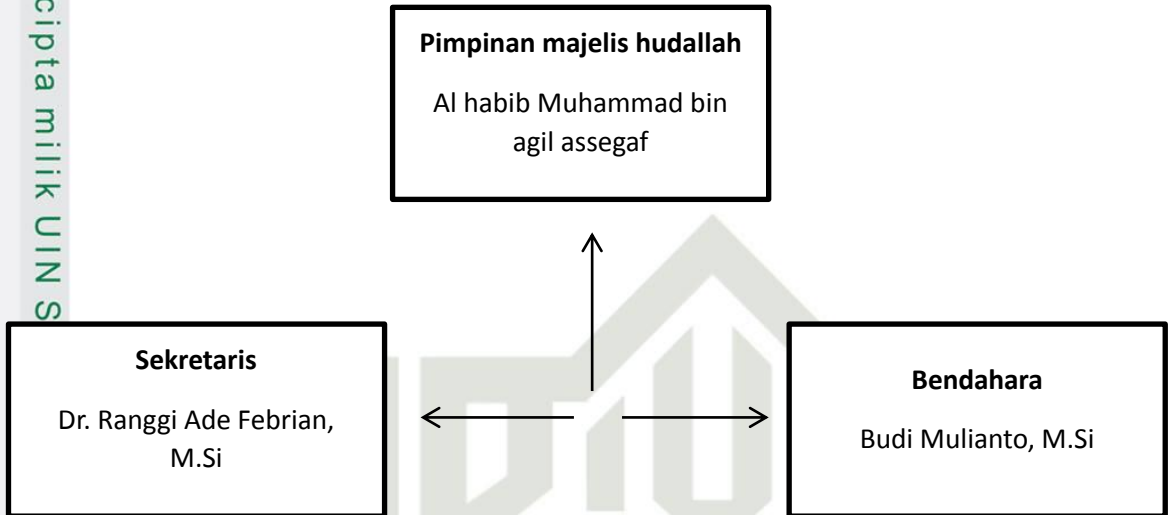 cipta milik UIN S
Pimpinan majelis hudallah
Al habib Muhammad bin
agil assegaf
Sekretaris
Dr. Ranggi Ade Febrian,
M.Si
Bendahara
Budi Mulianto, M.Si